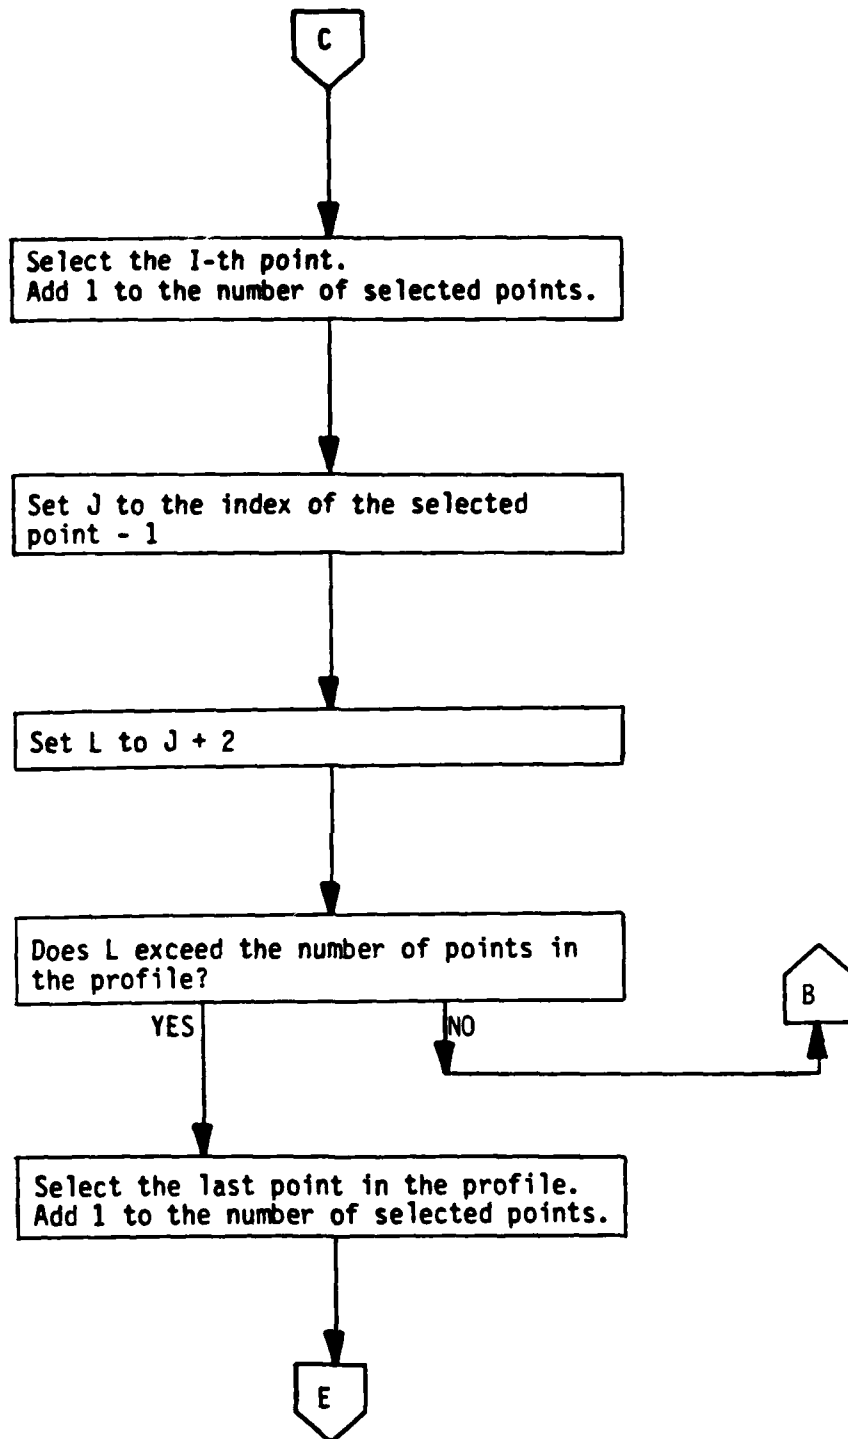 C
Select the I-th point.
Add 1 to the number of selected points.
Set J to the index of the selected
point - 1
Set L to J + 2
Does L exceed the number of points in
the profile?
B
YES
NO
Select the last point in the profile.
Add 1 to the number of selected points.
E